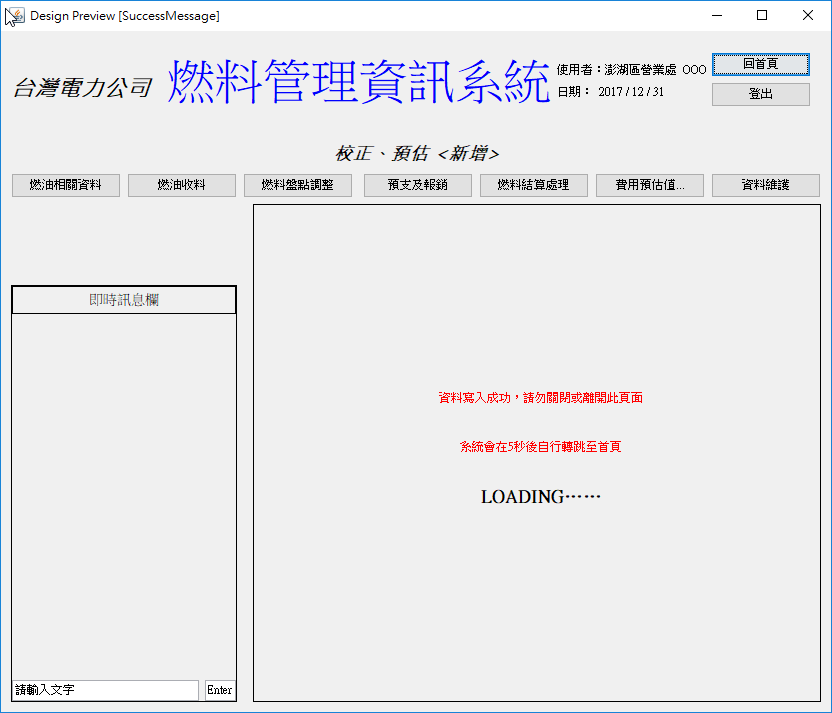 Design Preview [SuccessMessage]
台灣電力公司
燃料管理資訊系統
使用者：澎湖區營業處 OOO
日期： 2017 / 12 / 31
回首頁
登出
校正、預估 <新增>
燃油相關資料
燃油收料
燃料盤點調整
預支及報銷
燃料結算處理
費用預估值...
資料維護
即時訊息欄
資料寫入成功，請勿關閉或離開此頁面
系統會在5秒後自行轉跳至首頁
LOADING⋯⋯
請輸入文字
Enter